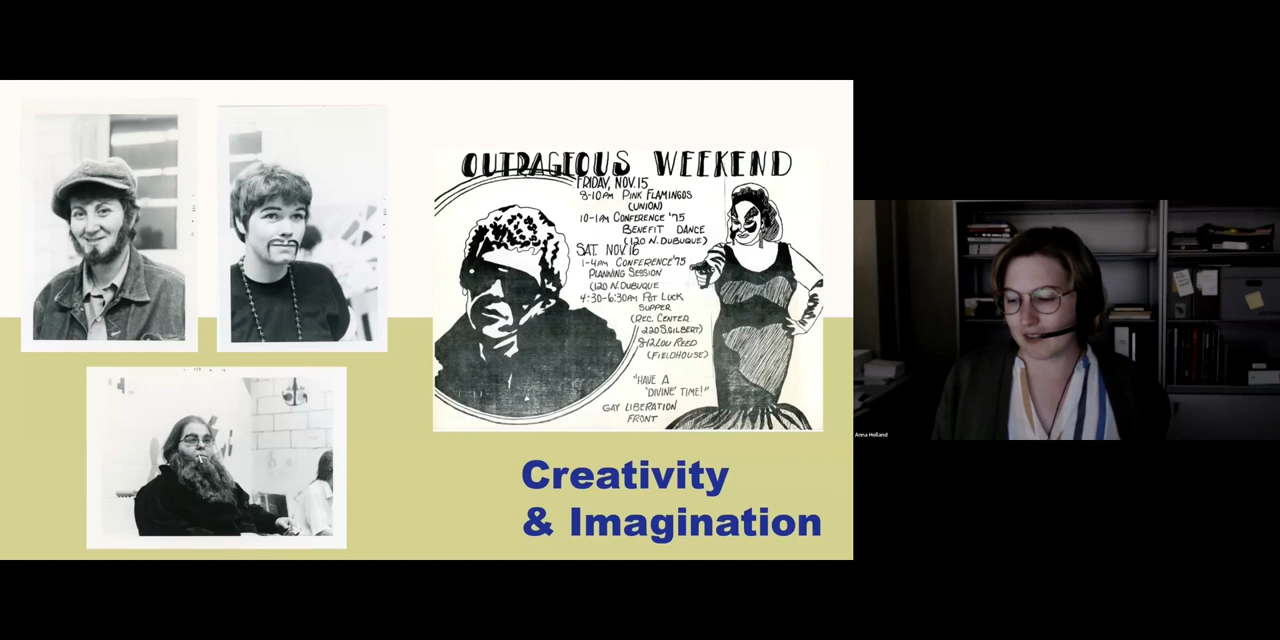 OUTRAGEOUS WEEKEND
FRIDAY, NOV. 15
8-10PM PINK FLAMINGOS
(UNION)
10-1AM CONFERENCE '75
BENEFIT DANCE
(120 N. DUBUQUE)
SAT. NOV. 16
1-4PM CONFERENCE '75
PLANNING SESSION
(120 N. DUBUQUE
4:30-6:30PM POT LUCK
SUPPER
(REC. CENTER
220 S. GILBERT)
LOU REED
(FIELDHOUSE)
"HAVE A
'DIVINE' TIME!"
GAY LIBERATION
FRONT
Creativity
& Imagination
Anna Holland